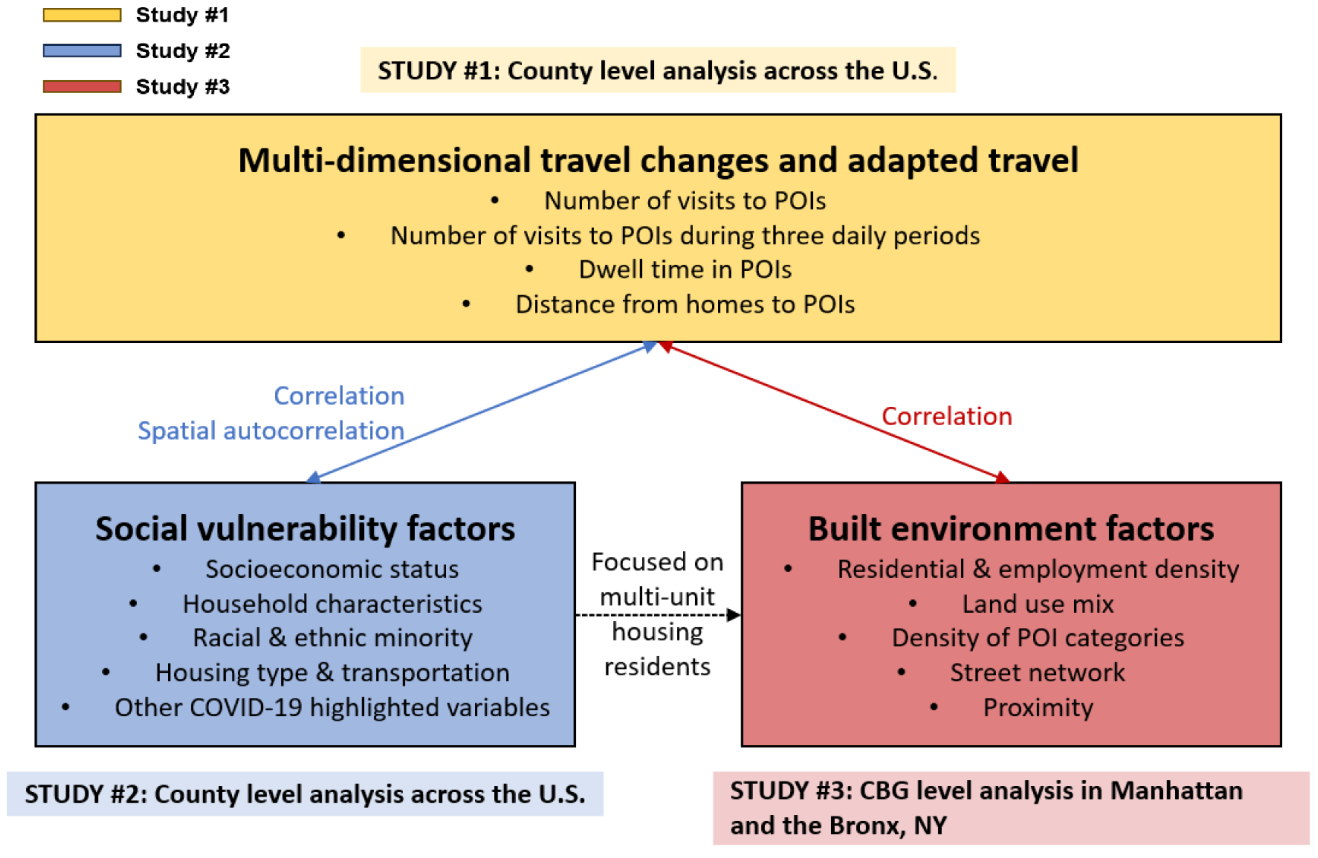 Study #1
Study #2
Study #3
STUDY #1: County level analysis across the U.S.
Multi-dimensional travel changes and adapted travel
• Number of visits to POIs
• Number of visits to POIs during three daily periods
• Dwell time in POIs
• Distance from homes to POIs
Correlation
Spatial autocorrelation
Correlation
Social vulnerability factors
• Socioeconomic status
• Household characteristics
• Racial & ethnic minority
• Housing type & transportation
• Other COVID-19 highlighted variables
Focused on
multi-unit
housing
residents
Built environment factors
• Residential & employment density
• Land use mix
• Density of POI categories
• Street network
• Proximity
STUDY #2: County level analysis across the U.S.
STUDY #3: CBG level analysis in Manhattan
and the Bronx, NY